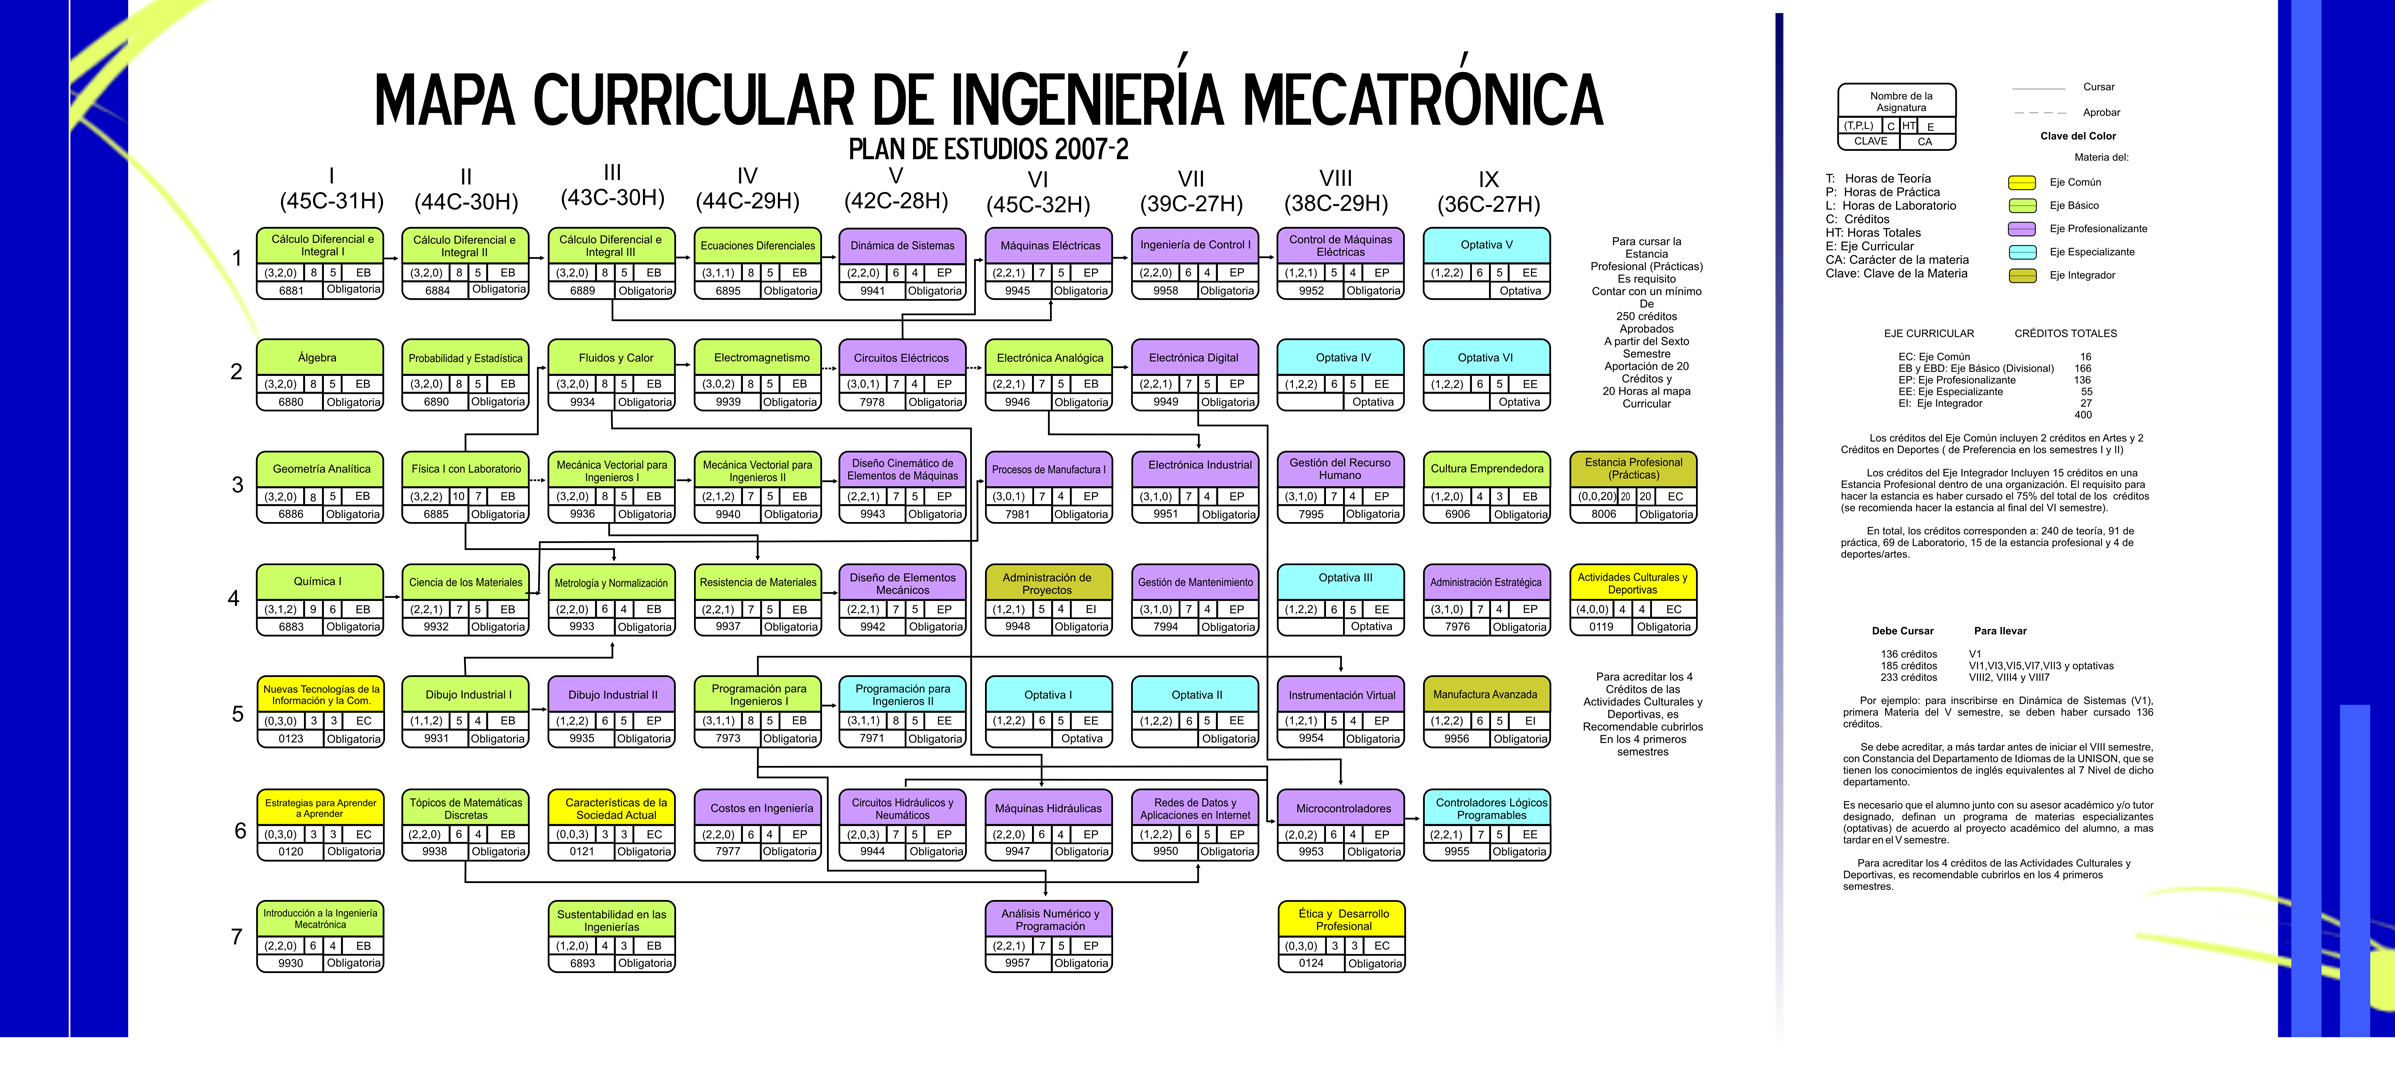 MAPA CURRICULAR DE INGENIERÍA MECATRÓNICA
PLAN DE ESTUDIOS 2007-2
I
(45C-31H)
II
(44C-30H)
III
(43C-30H)
IV
(44C-29H)
V
(42C-28H)
VI
(45C-32H)
VII
(39C-27H)
VIII
(38C-29H)
IX
(36C-27H)
1
Cálculo Diferencial e
Integral I
(3,2,0) 8 5 EB
6881 Obligatoria
Cálculo Diferencial e
Integral II
(3,2,0) 8 5 EB
6884 Obligatoria
Cálculo Diferencial e
Integral III
(3,2,0) 8 5 EB
6889 Obligatoria
Ecuaciones Diferenciales
(3,1,1) 8 5 EB
6895 Obligatoria
Dinámica de Sistemas
(2,2,0) 6 4 EP
9941 Obligatoria
Máquinas Eléctricas
(2,2,1) 7 5 EP
9945 Obligatoria
Ingeniería de Control I
(2,2,0) 6 4 EP
9958 Obligatoria
Control de Máquinas
Eléctricas
(1,2,1) 5 4 EP
9952 Obligatoria
Optativa V
(1,2,2) 6 5 EE
Optativa
2
Álgebra
(3,2,0) 8 5 EB
6880 Obligatoria
Probabilidad y Estadística
(3,2,0) 8 5 EB
6890 Obligatoria
Fluidos y Calor
(3,2,0) 8 5 EB
9934 Obligatoria
Electromagnetismo
(3,0,2) 8 5 EB
9939 Obligatoria
Circuitos Eléctricos
(3,0,1) 7 4 EP
7978 Obligatoria
Electrónica Analógica
(2,2,1) 7 5 EB
9946 Obligatoria
Electrónica Digital
(2,2,1) 7 5 EP
9949 Obligatoria
Optativa IV
(1,2,2) 6 5 EE
Optativa
Optativa VI
(1,2,2) 6 5 EE
Optativa
3
Geometría Analítica
(3,2,0) 8 5 EB
6886 Obligatoria
Física I con Laboratorio
(3,2,2) 10 7 EB
6885 Obligatoria
Mecánica Vectorial para
Ingenieros I
(3,2,0) 8 5 EB
9936 Obligatoria
Mecánica Vectorial para
Ingenieros II
(2,1,2) 7 5 EB
9940 Obligatoria
Diseño Cinemático de
Elementos de Máquinas
(2,2,1) 7 5 EP
9943 Obligatoria
Procesos de Manufactura I
(3,0,1) 7 4 EP
7981 Obligatoria
Electrónica Industrial
(3,1,0) 7 4 EP
9951 Obligatoria
Gestión del Recurso
Humano
(3,1,0) 7 4 EP
7995 Obligatoria
Cultura Emprendedora
(1,2,0) 4 3 EB
6906 Obligatoria
Estancia Profesional
(Prácticas)
(0,0,20) 20 20 EC
8006 Obligatoria
4
Química I
(3,1,2) 9 6 EB
6883 Obligatoria
Ciencia de los Materiales
(2,2,1) 7 5 EB
9932 Obligatoria
Metrología y Normalización
(2,2,0) 6 4 EB
9933 Obligatoria
Resistencia de Materiales
(2,2,1) 7 5 EB
9937 Obligatoria
Diseño de Elementos
Mecánicos
(2,2,1) 7 5 EP
9942 Obligatoria
Administración de
Proyectos
(1,2,1) 5 4 EI
9948 Obligatoria
Gestión de Mantenimiento
(3,1,0) 7 4 EP
7994 Obligatoria
Optativa III
(1,2,2) 6 5 EE
Optativa
Administración Estratégica
(3,1,0) 7 4 EP
7976 Obligatoria
Actividades Culturales y
Deportivas
(4,0,0) 4 4 EC
0119 Obligatoria
5
Nuevas Tecnologías de la
Información y la Com.
(0,3,0) 3 3 EC
0123 Obligatoria
Dibujo Industrial I
(1,1,2) 5 4 EB
9931 Obligatoria
Dibujo Industrial II
(1,2,2) 6 5 EP
9935 Obligatoria
Programación para
Ingenieros I
(3,1,1) 8 5 EB
7973 Obligatoria
Programación para
Ingenieros II
(3,1,1) 8 5 EE
7971 Obligatoria
Optativa I
(1,2,2) 6 5 EE
Optativa
Optativa II
(1,2,2) 6 5 EE
Obligatoria
Instrumentación Virtual
(1,2,1) 5 4 EP
9954 Obligatoria
Manufactura Avanzada
(1,2,2) 6 5 EI
9956 Obligatoria
6
Estrategias para Aprender
a Aprender
(0,3,0) 3 3 EC
0120 Obligatoria
Tópicos de Matemáticas
Discretas
(2,2,0) 6 4 EB
9938 Obligatoria
Características de la
Sociedad Actual
(0,0,3) 3 3 EC
0121 Obligatoria
Costos en Ingeniería
(2,2,0) 6 4 EP
7977 Obligatoria
Circuitos Hidráulicos y
Neumáticos
(2,0,3) 7 5 EP
9944 Obligatoria
Máquinas Hidráulicas
(2,2,0) 6 4 EP
9947 Obligatoria
Redes de Datos y
Aplicaciones en Internet
(1,2,2) 6 5 EP
9950 Obligatoria
Microcontroladores
(2,0,2) 6 4 EP
9953 Obligatoria
Controladores Lógicos
Programables
(2,2,1) 7 5 EE
9955 Obligatoria
7
Introducción a la Ingeniería
Mecatrónica
(2,2,0) 6 4 EB
9930 Obligatoria
Sustentabilidad en las
Ingenierías
(1,2,0) 4 3 EB
6893 Obligatoria
Análisis Numérico y
Programación
(2,2,1) 7 5 EP
9957 Obligatoria
Ética y Desarrollo
Profesional
(0,3,0) 3 3 EC
0124 Obligatoria
Para cursar la
Estancia
Profesional (Prácticas)
Es requisito
Contar con un mínimo
De
250 créditos
Aprobados
A partir del Sexto
Semestre
Aportación de 20
Créditos y
20 Horas al mapa
Curricular
Para acreditar los 4
Créditos de las
Actividades Culturales y
Deportivas, es
Recomendable cubrirlos
En los 4 primeros
semestres
Nombre de la
Asignatura
(T,P,L) C HT E
CLAVE CA
Cursar
Aprobar
Clave del Color
Materia del:
Eje Común
Eje Básico
Eje Profesionalizante
Eje Especializante
Eje Integrador
T: Horas de Teoría
P: Horas de Práctica
L: Horas de Laboratorio
C: Créditos
HT: Horas Totales
E: Eje Curricular
CA: Carácter de la materia
Clave: Clave de la Materia
EJE CURRICULAR CRÉDITOS TOTALES
EC: Eje Común 16
EB y EBD: Eje Básico (Divisional) 166
EP: Eje Profesionalizante 136
EE: Eje Especializante 55
EI: Eje Integrador 27
400
Los créditos del Eje Común incluyen 2 créditos en Artes y 2
Créditos en Deportes ( de Preferencia en los semestres I y II)
Los créditos del Eje Integrador Incluyen 15 créditos en una
Estancia Profesional dentro de una organización. El requisito para
hacer la estancia es haber cursado el 75% del total de los créditos
(se recomienda hacer la estancia al final del VI semestre).
En total, los créditos corresponden a: 240 de teoría, 91 de
práctica, 69 de Laboratorio, 15 de la estancia profesional y 4 de
deportes/artes.
Debe Cursar Para llevar
136 créditos V1
185 créditos VI1,VI3,VI5,VI7,VII3 y optativas
233 créditos VIII2, VIII4 y VIII7
Por ejemplo: para inscribirse en Dinámica de Sistemas (V1),
primera Materia del V semestre, se deben haber cursado 136
créditos.
Se debe acreditar, a más tardar antes de iniciar el VIII semestre,
con Constancia del Departamento de Idiomas de la UNISON, que se
tienen los conocimientos de inglés equivalentes al 7 Nivel de dicho
departamento.
Es necesario que el alumno junto con su asesor académico y/o tutor
designado, definan un programa de materias especializantes
(optativas) de acuerdo al proyecto académico del alumno, a mas
tardar en el V semestre.
Para acreditar los 4 créditos de las Actividades Culturales y
Deportivas, es recomendable cubrirlos en los 4 primeros
semestres.